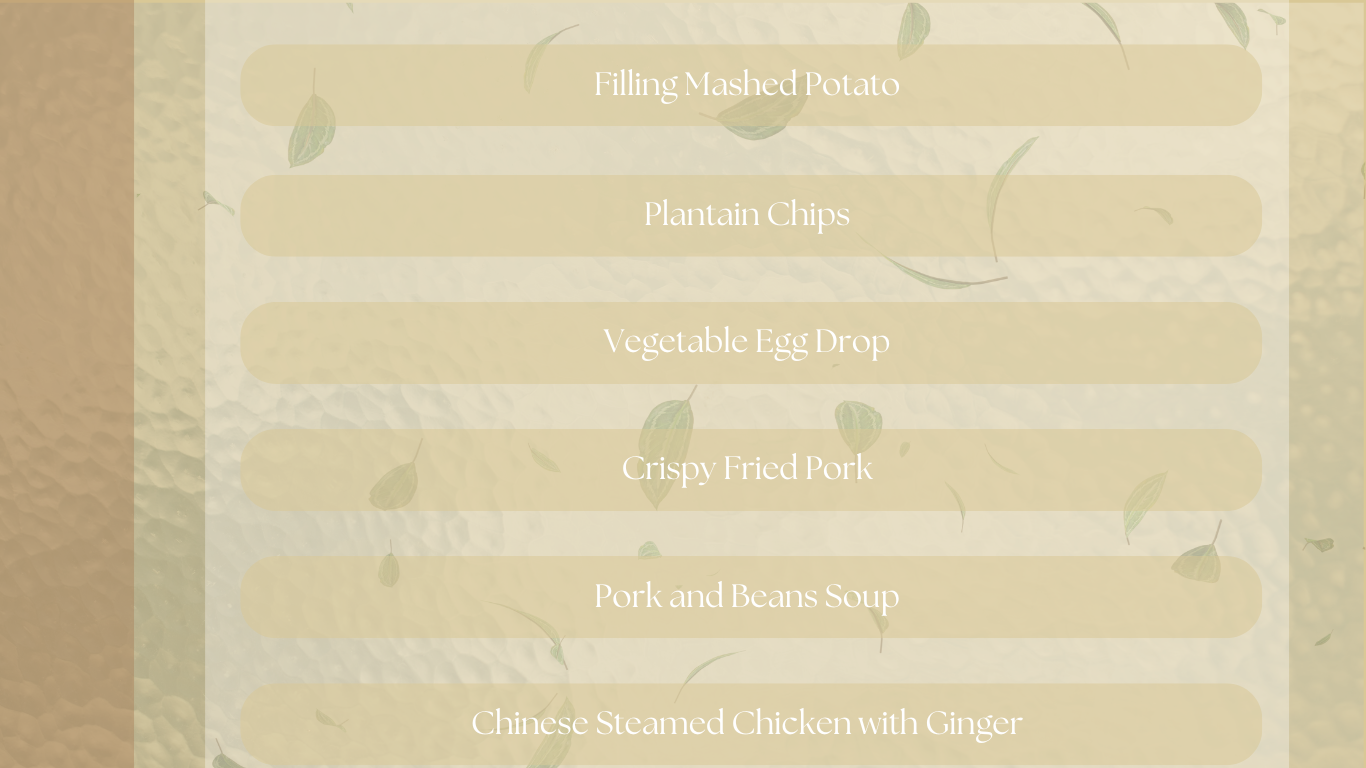 Filling Mashed Potato
Plantain Chips
Vegetable Egg Drop
Crispy Fried Pork
Pork and Beans Soup
Chinese Steamed Chicken with Ginger